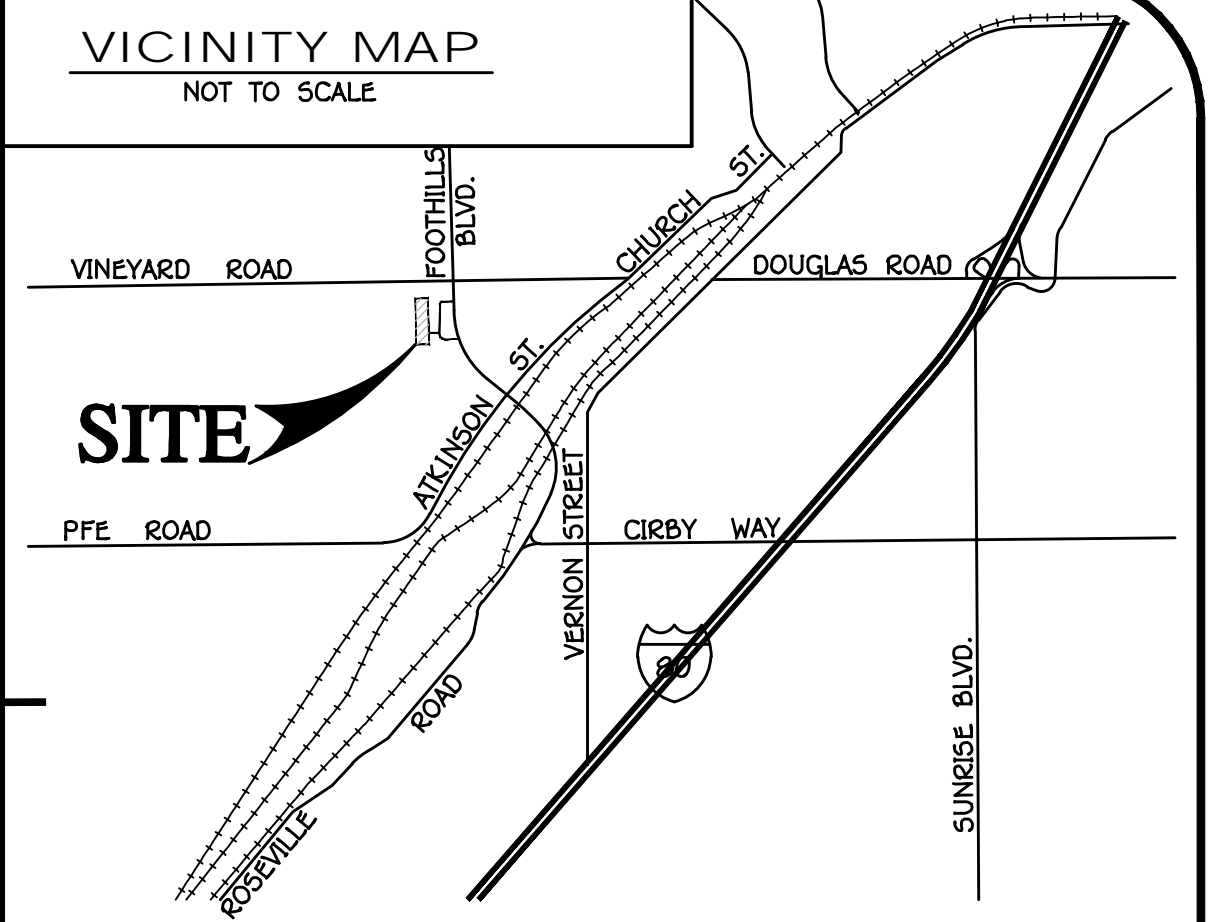 VICINITY MAP
NOT TO SCALE
FOOTHILLS
BLVD.
CHURCH ST.
VINEYARD ROAD
DOUGLAS ROAD
SITE
ATKINSON ST.
VERNON STREET
PFE ROAD
CIRBY WAY
80
ROSEVILLE ROAD
SUNRISE BLVD.